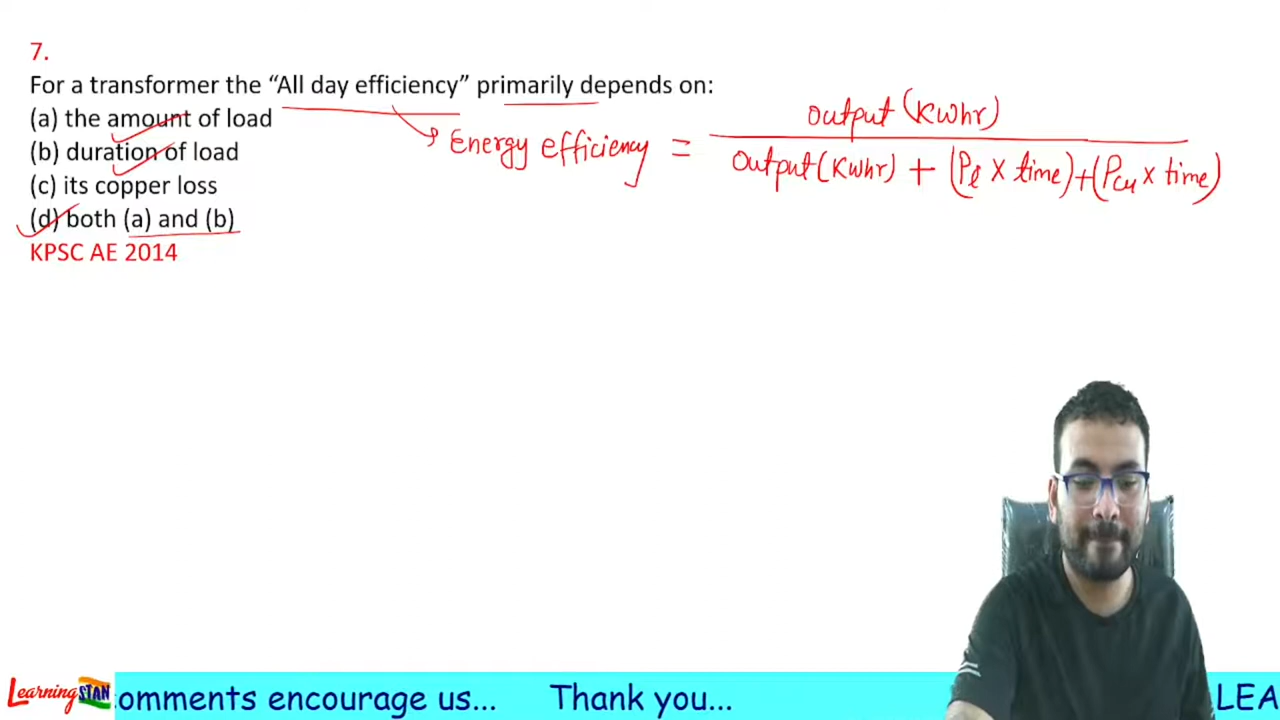 7.
For a transformer the “All day efficiency” primarily depends on:
(a) the amount of load
(b) duration of load
(c) its copper loss
(d) both (a) and (b)
KPSC AE 2014
Energy efficiency = output (KWhr)
output (KWhr) + (Pl X time) + (Pcu X time)
LearningSTAN
omments encourage us... Thank you... LEA